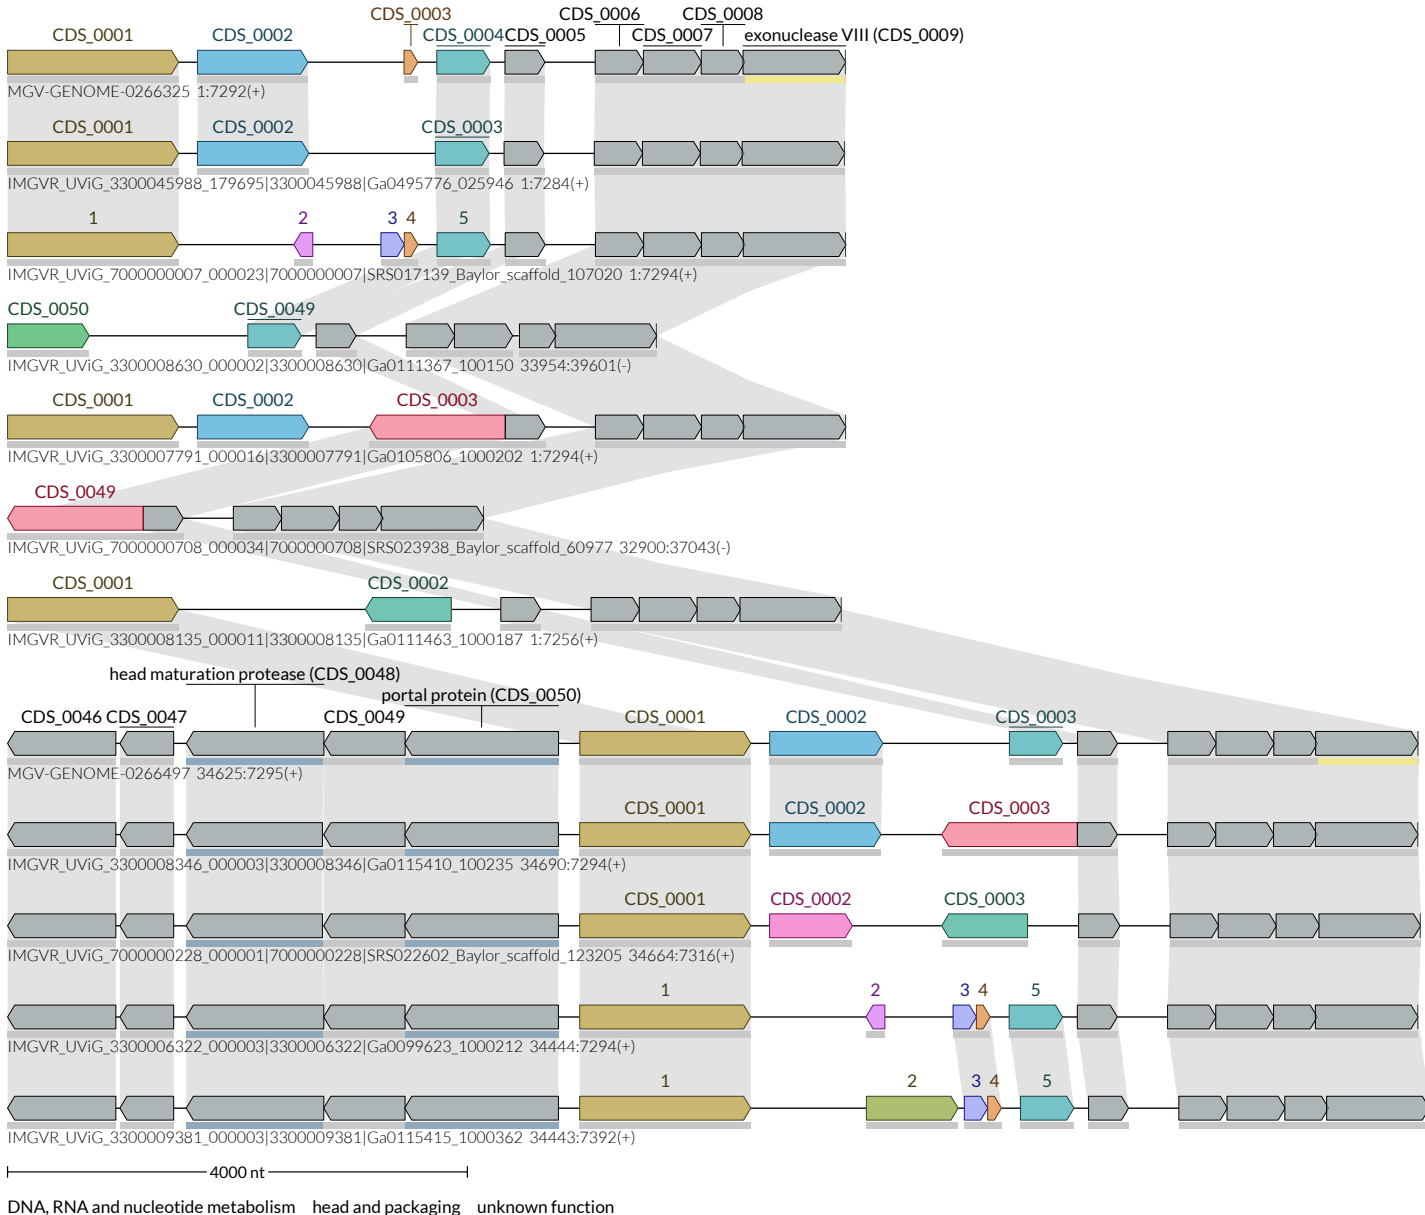 CDS_0003 CDS_0006 CDS_0008
CDS_0001 CDS_0002 CDS_0004 CDS_0005 CDS_0007 exonuclease VIII (CDS_0009)
MGV-GENOME-0266325 1:7292(+)
CDS_0001 CDS_0002 CDS_0003
IMGVR_UViG_3300045988_179695|3300045988|Ga0495776_025946 1:7284(+)
1 2 3 4 5
IMGVR_UViG_7000000007_000023|7000000007|SRS017139_Baylor_scaffold_107020 1:7294(+)
CDS_0050 CDS_0049
IMGVR_UViG_3300008630_000002|3300008630|Ga0111367_100150 33954:39601(-)
CDS_0001 CDS_0002 CDS_0003
IMGVR_UViG_3300007791_000016|3300007791|Ga0105806_1000202 1:7294(+)
CDS_0049
IMGVR_UViG_7000000708_000034|7000000708|SRS023938_Baylor_scaffold_60977 32900:37043(-)
CDS_0001 CDS_0002
IMGVR_UViG_3300008135_000011|3300008135|Ga0111463_1000187 1:7256(+)
head maturation protease (CDS_0048)
portal protein (CDS_0050)
CDS_0046 CDS_0047 CDS_0049 CDS_0001 CDS_0002 CDS_0003
MGV-GENOME-0266497 34625:7295(+)
CDS_0001 CDS_0002 CDS_0003
IMGVR_UViG_3300008346_000003|3300008346|Ga0115410_100235 34690:7294(+)
CDS_0001 CDS_0002 CDS_0003
IMGVR_UViG_7000000228_000001|7000000228|SRS022602_Baylor_scaffold_123205 34664:7316(+)
1 2 3 4 5
IMGVR_UViG_3300006322_000003|3300006322|Ga0099623_1000212 34444:7294(+)
1 2 3 4 5
IMGVR_UViG_3300009381_000003|3300009381|Ga0115415_1000362 34443:7392(+)
4000 nt
DNA, RNA and nucleotide metabolism head and packaging unknown function